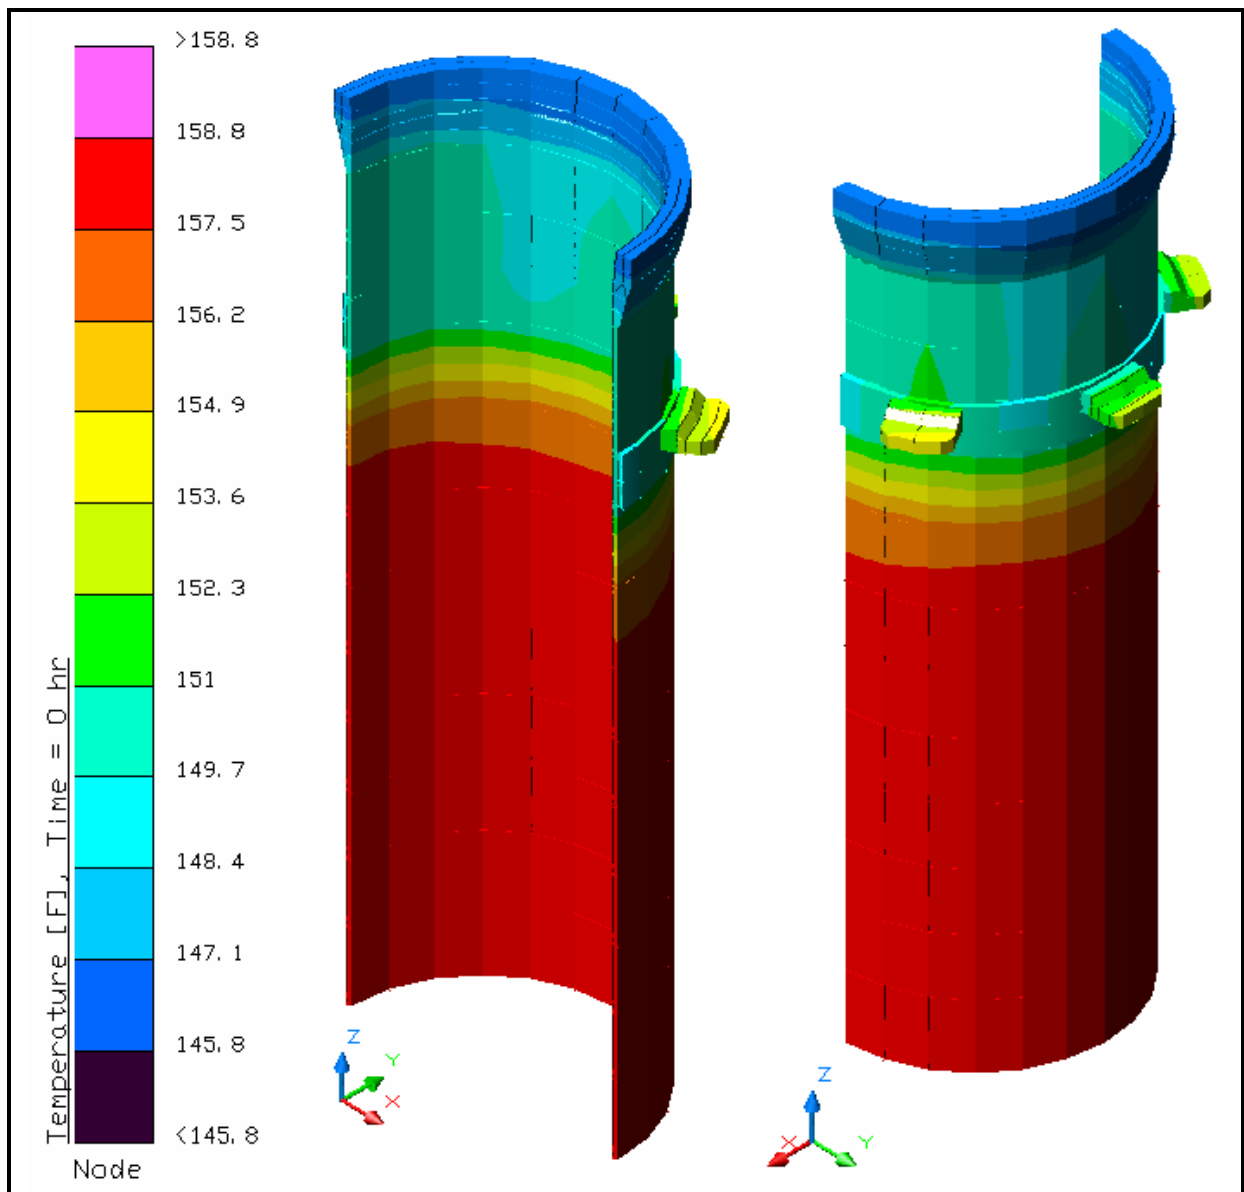 >158.8
158.8
157.5
156.2
154.9
153.6
152.3
151
149.7
148.4
147.1
145.8
<145.8
Temperature [F], Time = 0 hr
Node
Z
Y
X
Z
X
Y